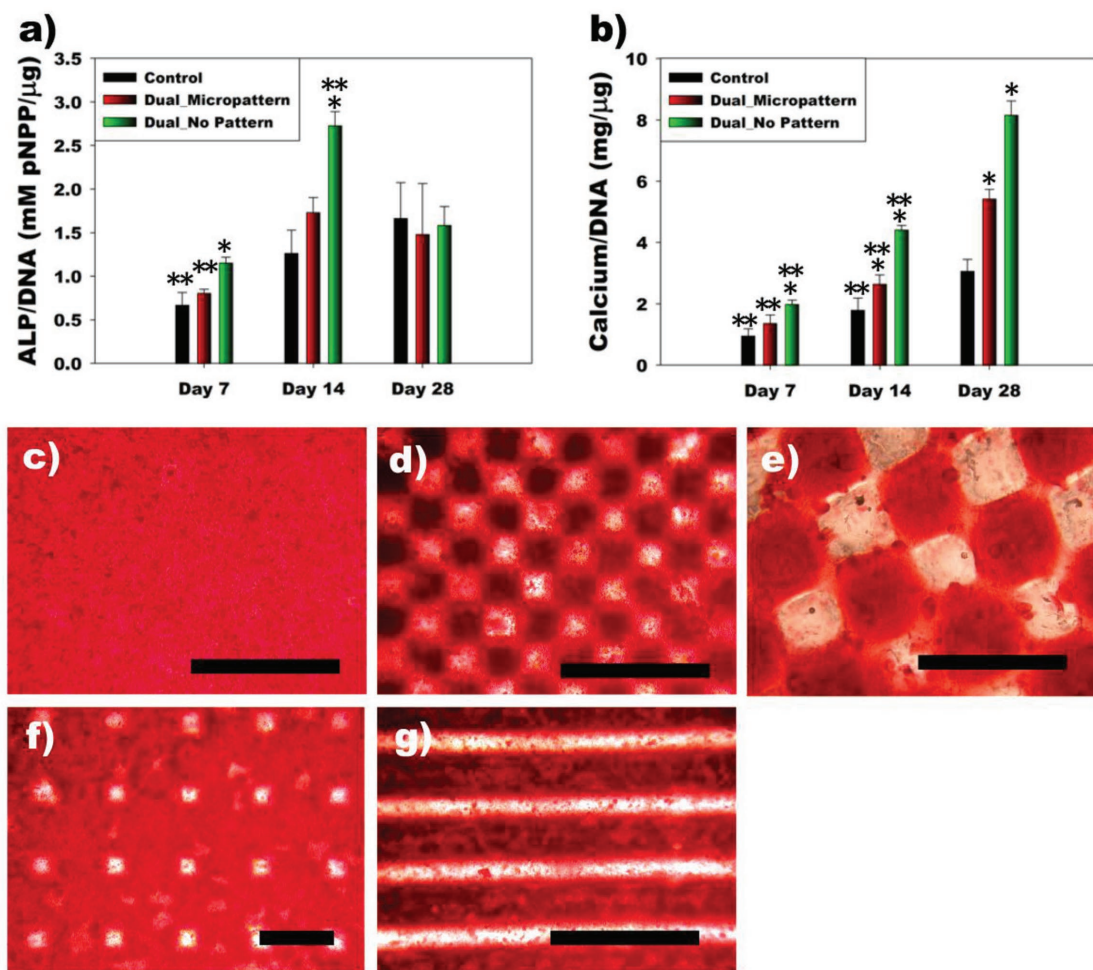 a)
ALP/DNA (mM pNPP/µg)
3.5
3.0
2.5
2.0
1.5
1.0
0.5
0.0
Control
Dual_Micropattern
Dual_No Pattern
**
**
*
**
*
Day 7
Day 14
Day 28
b)
Calcium/DNA (mg/µg)
10
8
6
4
2
0
Control
Dual_Micropattern
Dual_No Pattern
**
**
**
*
**
**
*
**
*
*
*
Day 7
Day 14
Day 28
c)
d)
e)
f)
g)